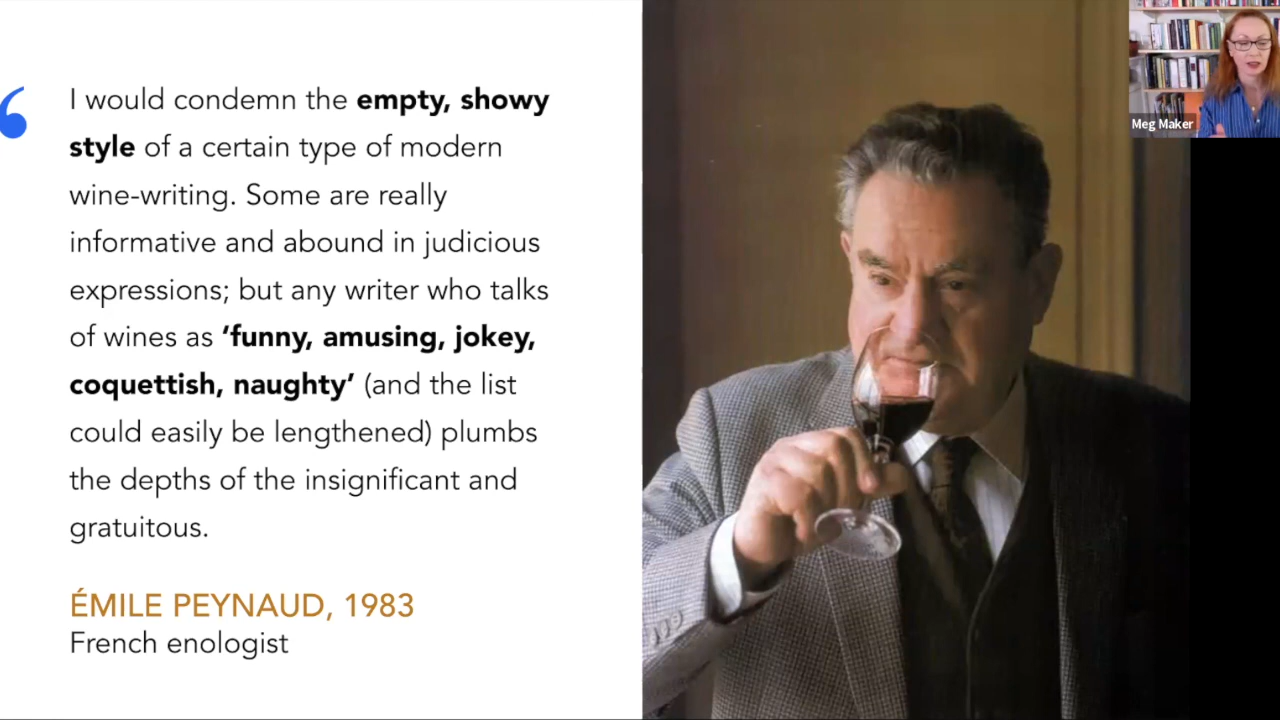 I would condemn the empty, showy
style of a certain type of modern
wine-writing. Some are really
informative and abound in judicious
expressions; but any writer who talks
of wines as ‘funny, amusing, jokey,
coquettish, naughty’ (and the list
could easily be lengthened) plumbs
the depths of the insignificant and
gratuitous.
ÉMILE PEYNAUD, 1983
French enologist
Meg Maker